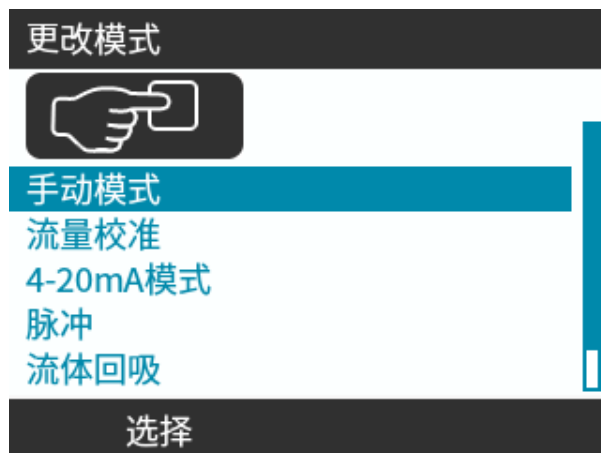 更改模式
手动模式
流量校准
4-20mA模式
脉冲
流体回吸
选择